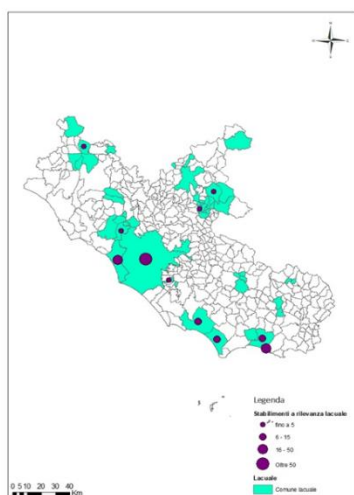 N
Legenda
Stabilimenti a rilevanza lacuale
fino a 5
6 - 15
16 - 50
Oltre 50
Lacuale
Comune lacuale
0 5 10 20 30 40
Km